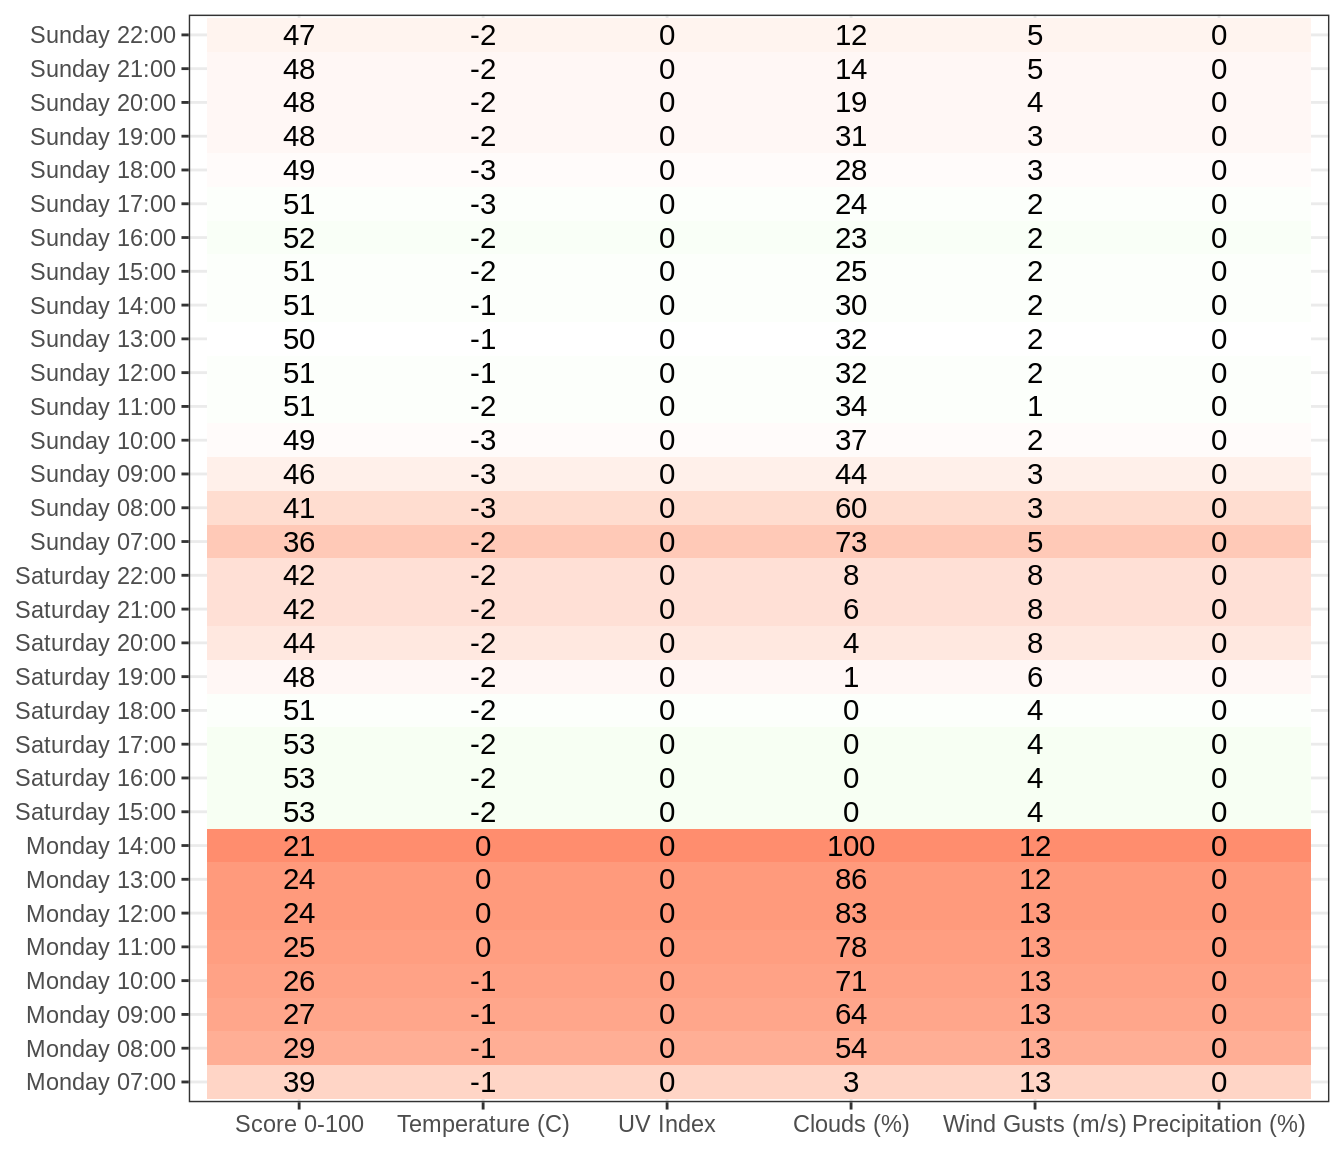 Sunday 22:00 47 -2 0 12 5 0
Sunday 21:00 48 -2 0 14 5 0
Sunday 20:00 48 -2 0 19 4 0
Sunday 19:00 48 -2 0 31 3 0
Sunday 18:00 49 -3 0 28 3 0
Sunday 17:00 51 -3 0 24 2 0
Sunday 16:00 52 -2 0 23 2 0
Sunday 15:00 51 -2 0 25 2 0
Sunday 14:00 51 -1 0 30 2 0
Sunday 13:00 50 -1 0 32 2 0
Sunday 12:00 51 -1 0 32 2 0
Sunday 11:00 51 -2 0 34 1 0
Sunday 10:00 49 -3 0 37 2 0
Sunday 09:00 46 -3 0 44 3 0
Sunday 08:00 41 -3 0 60 3 0
Sunday 07:00 36 -2 0 73 5 0
Saturday 22:00 42 -2 0 8 8 0
Saturday 21:00 42 -2 0 6 8 0
Saturday 20:00 44 -2 0 4 8 0
Saturday 19:00 48 -2 0 1 6 0
Saturday 18:00 51 -2 0 0 4 0
Saturday 17:00 53 -2 0 0 4 0
Saturday 16:00 53 -2 0 0 4 0
Saturday 15:00 53 -2 0 0 4 0
Monday 14:00 21 0 0 100 12 0
Monday 13:00 24 0 0 86 12 0
Monday 12:00 24 0 0 83 13 0
Monday 11:00 25 0 0 78 13 0
Monday 10:00 26 -1 0 71 13 0
Monday 09:00 27 -1 0 64 13 0
Monday 08:00 29 -1 0 54 13 0
Monday 07:00 39 -1 0 3 13 0
Score 0-100 Temperature (C) UV Index Clouds (%) Wind Gusts (m/s) Precipitation (%)